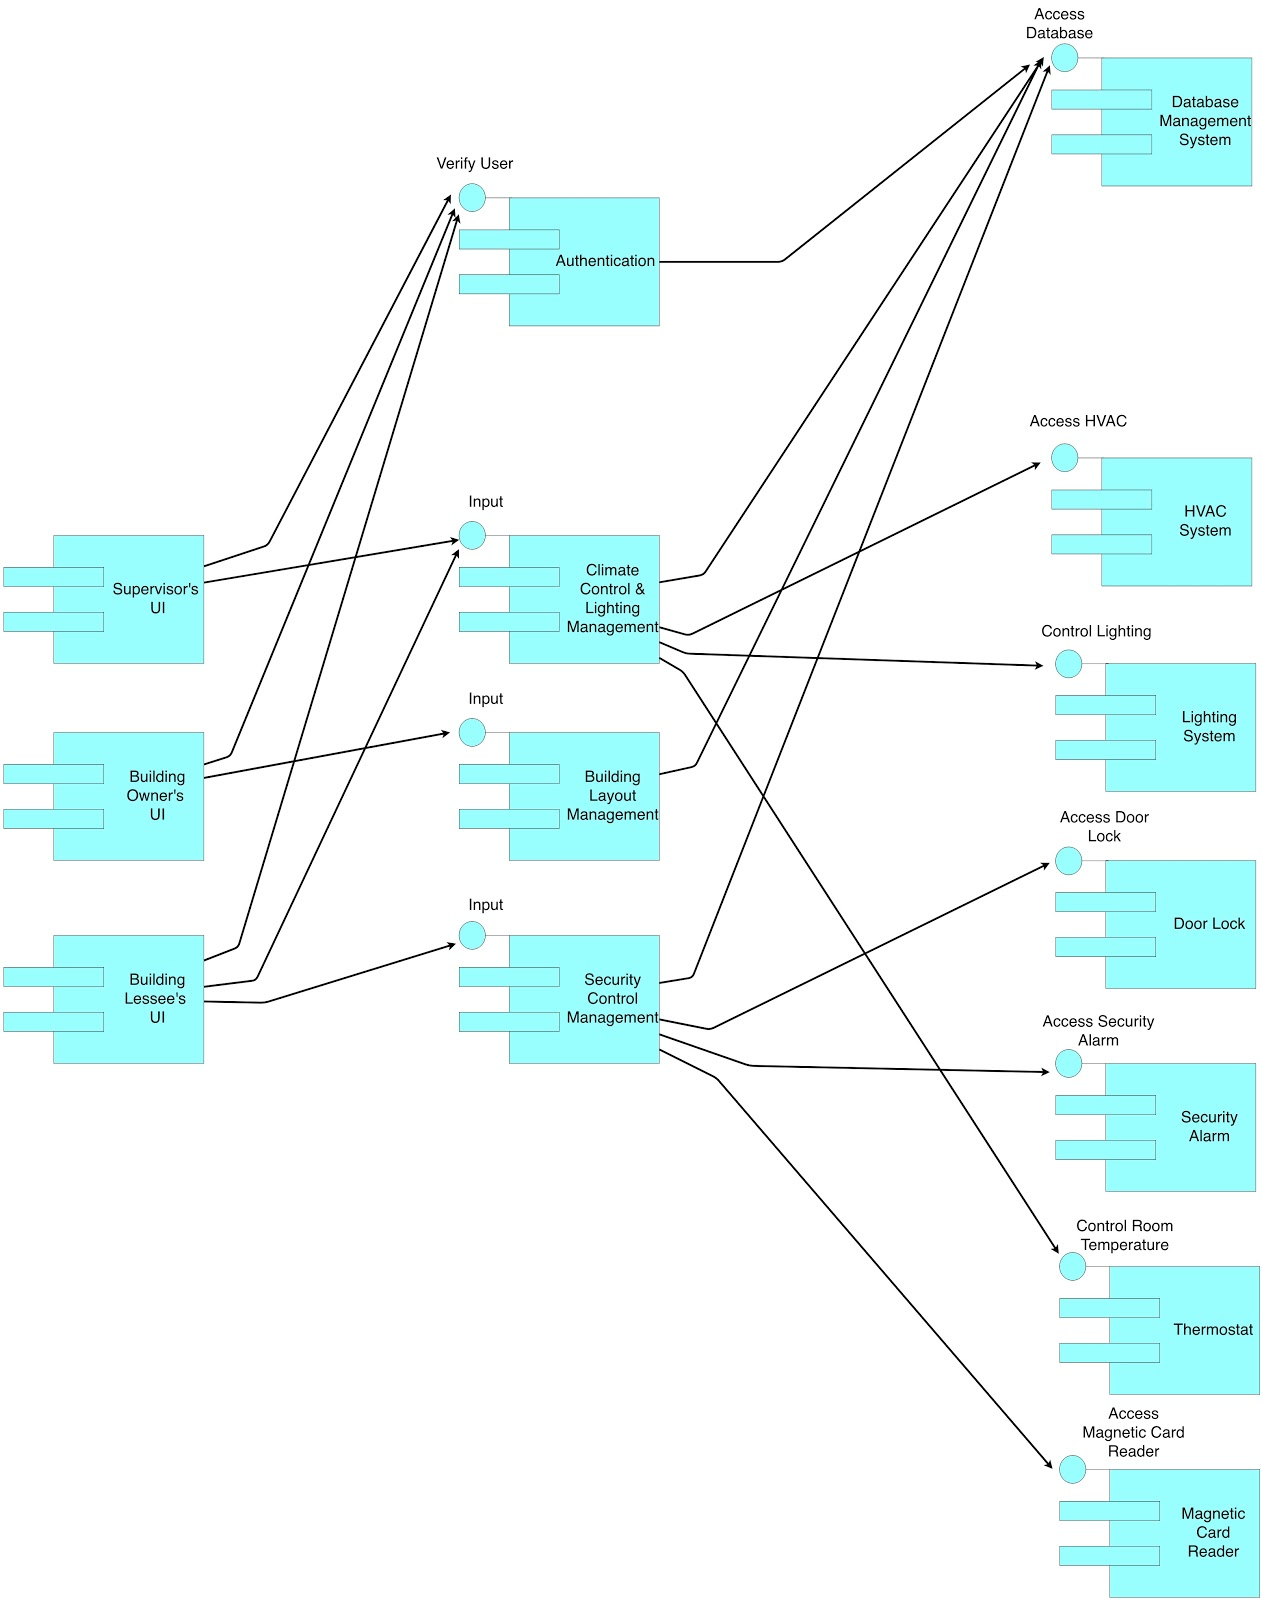 Access
Database
Database
Management
System
Verify User
Authentication
Access HVAC
HVAC
System
Input
Supervisor's
UI
Climate
Control &
Lighting
Management
Control Lighting
Lighting
System
Input
Building
Owner's
UI
Building
Layout
Management
Access Door
Lock
Door Lock
Input
Building
Lessee's
UI
Security
Control
Management
Access Security
Alarm
Security
Alarm
Control Room
Temperature
Thermostat
Access
Magnetic Card
Reader
Magnetic
Card
Reader